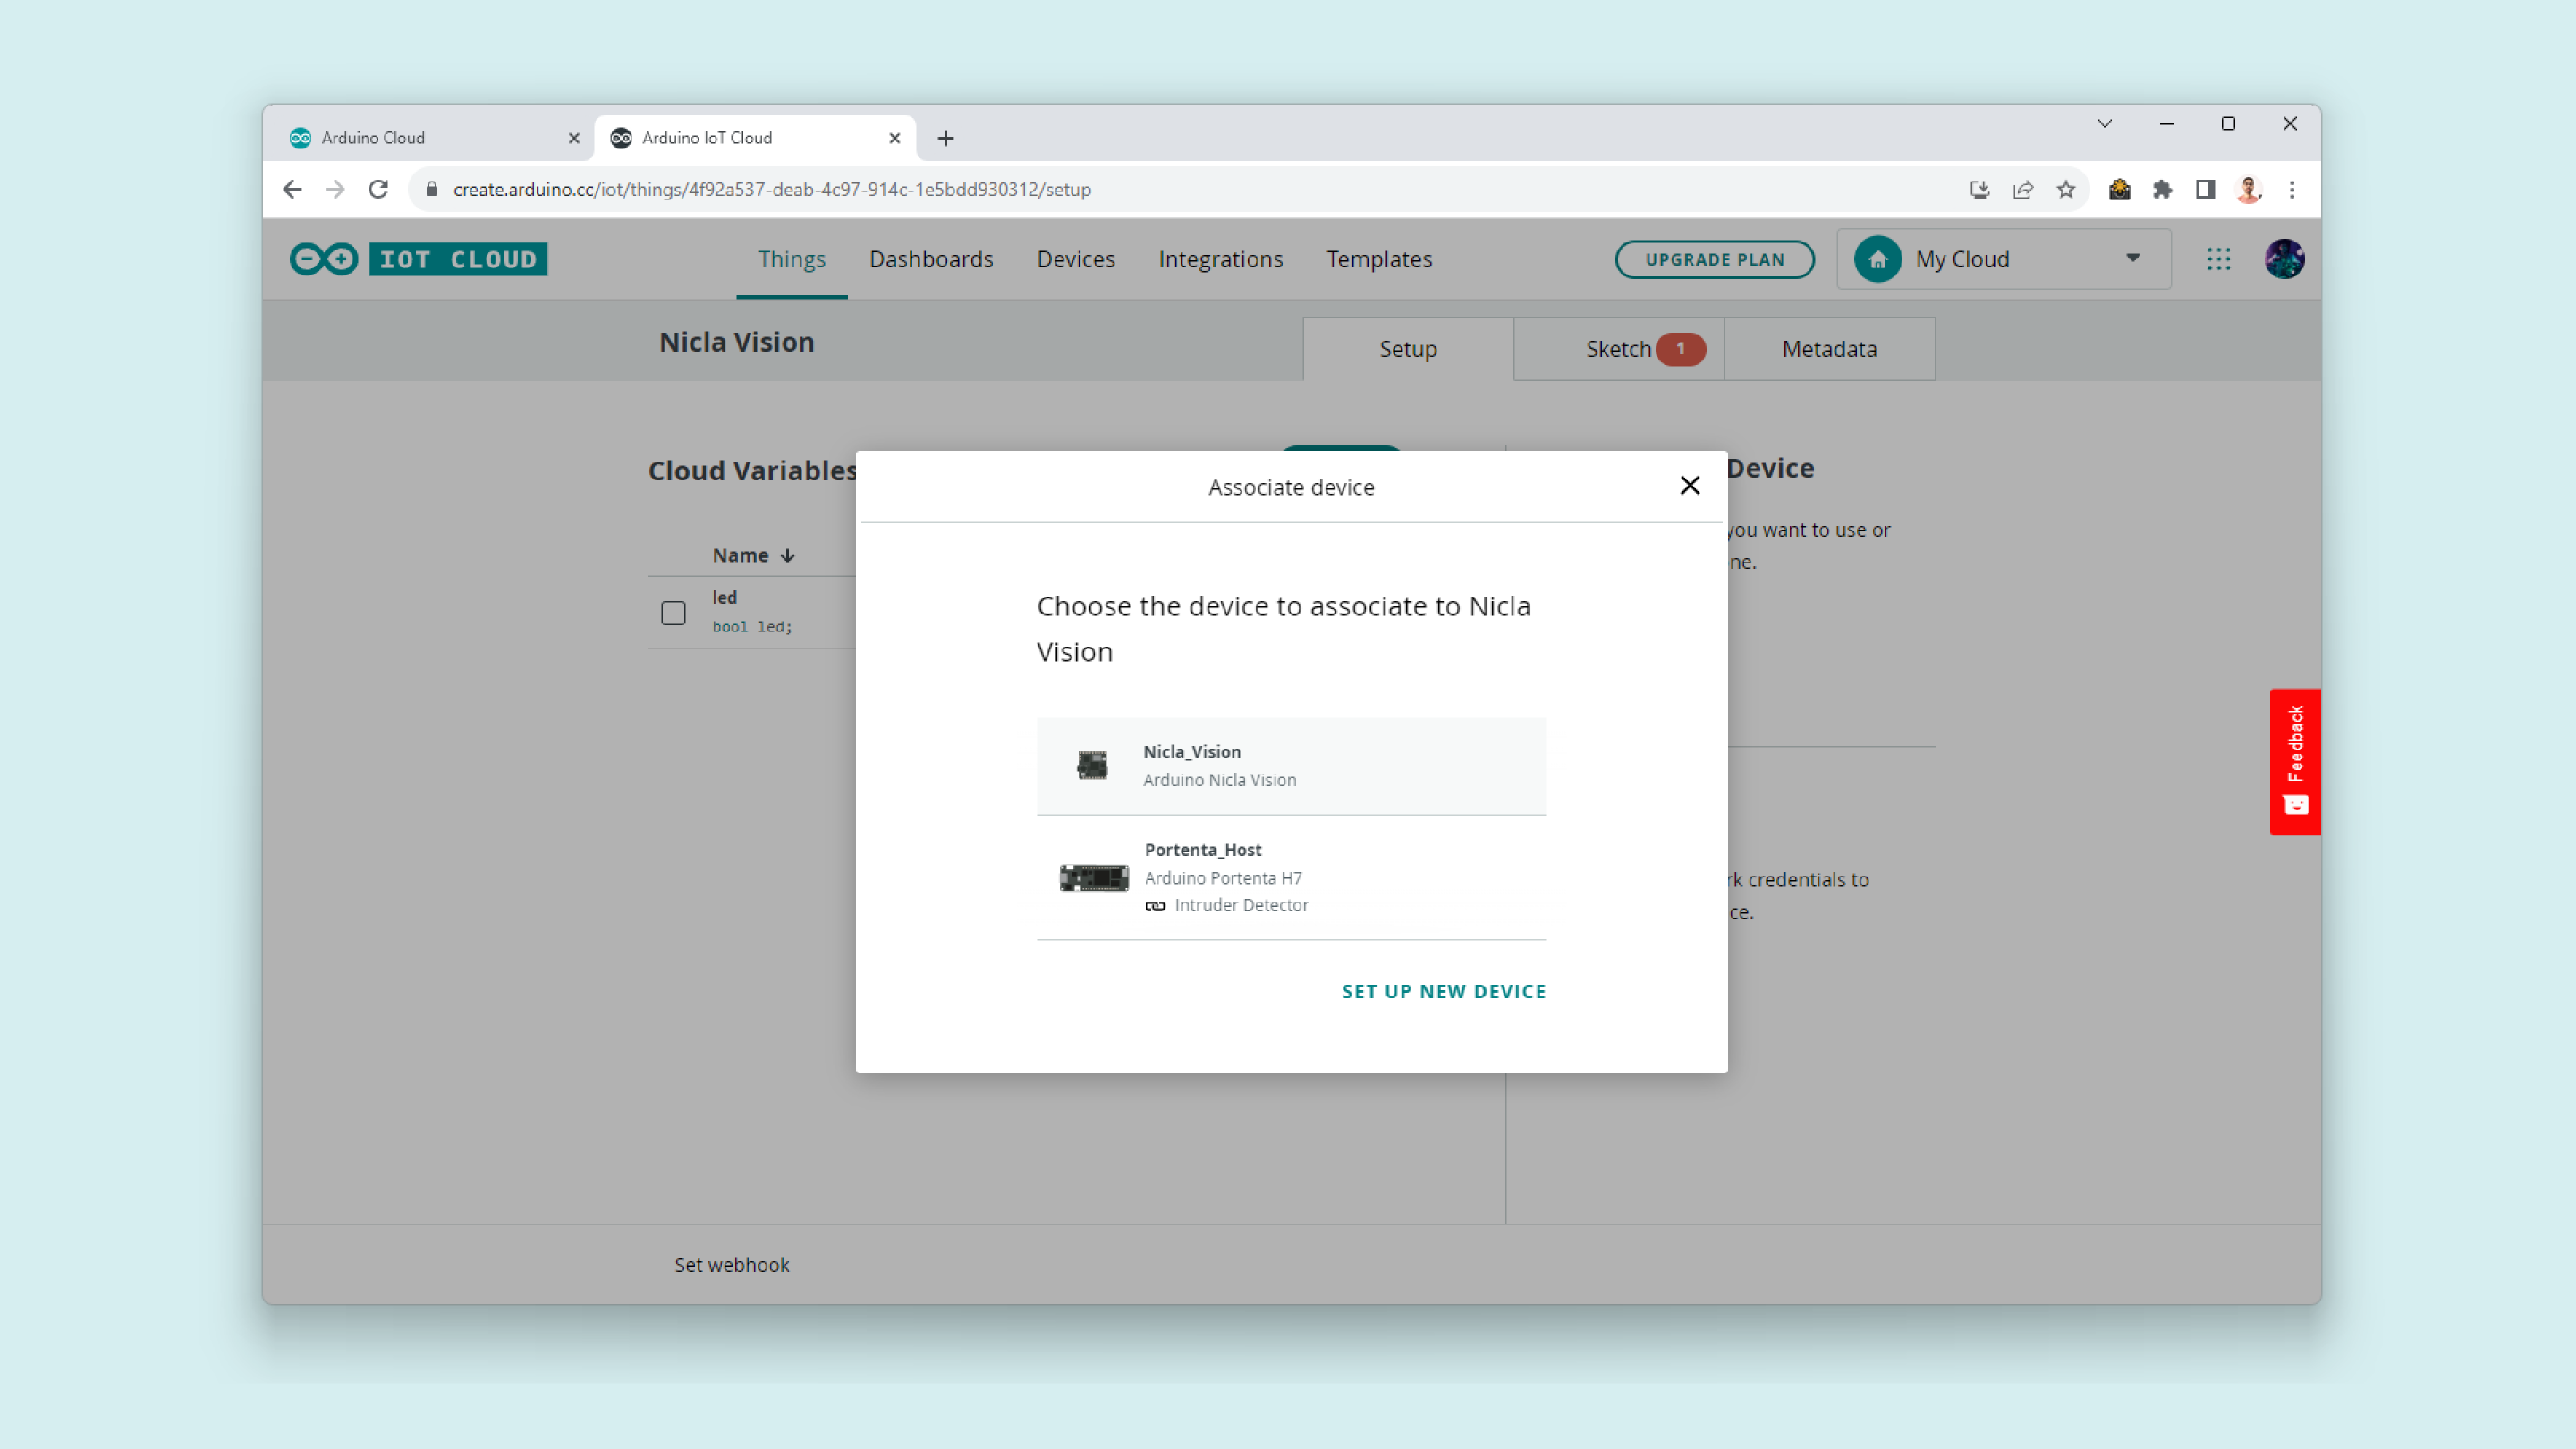 Arduino Cloud
Arduino IoT Cloud
create.arduino.cc/iot/things/4f92a537-deab-4c97-914c-1e5bdd930312/setup
IOT CLOUD
Things
Dashboards
Devices
Integrations
Templates
UPGRADE PLAN
My Cloud
Nicla Vision
Setup
Sketch 1
Metadata
Cloud Variables
Device
you want to use or
ne.
Name
led
bool led;
Associate device
Choose the device to associate to Nicla
Vision
Nicla_Vision
Arduino Nicla Vision
Portenta_Host
Arduino Portenta H7
Intruder Detector
SET UP NEW DEVICE
rk credentials to
ce.
Feedback
Set webhook